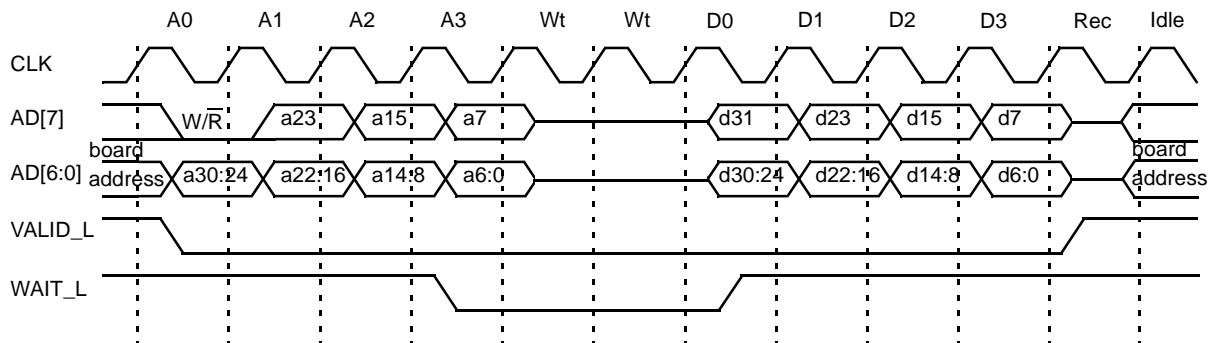 A0 A1 A2 A3 Wt Wt D0 D1 D2 D3 Rec Idle
CLK
AD[7] W/R̅ a23 a15 a7 d31 d23 d15 d7
board board
AD[6:0] address a30:24 a22:16 a14:8 a6:0 d30:24 d22:16 d14:8 d6:0 address
VALID_L
WAIT_L